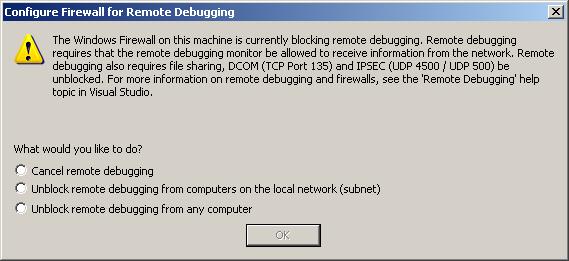 Configure Firewall for Remote Debugging
The Windows Firewall on this machine is currently blocking remote debugging. Remote debugging
requires that the remote debugging monitor be allowed to receive information from the network. Remote
debugging also requires file sharing, DCOM (TCP Port 135) and IPSEC (UDP 4500 / UDP 500) be
unblocked. For more information on remote debugging and firewalls, see the 'Remote Debugging' help
topic in Visual Studio.
What would you like to do?
Cancel remote debugging
Unblock remote debugging from computers on the local network (subnet)
Unblock remote debugging from any computer
OK